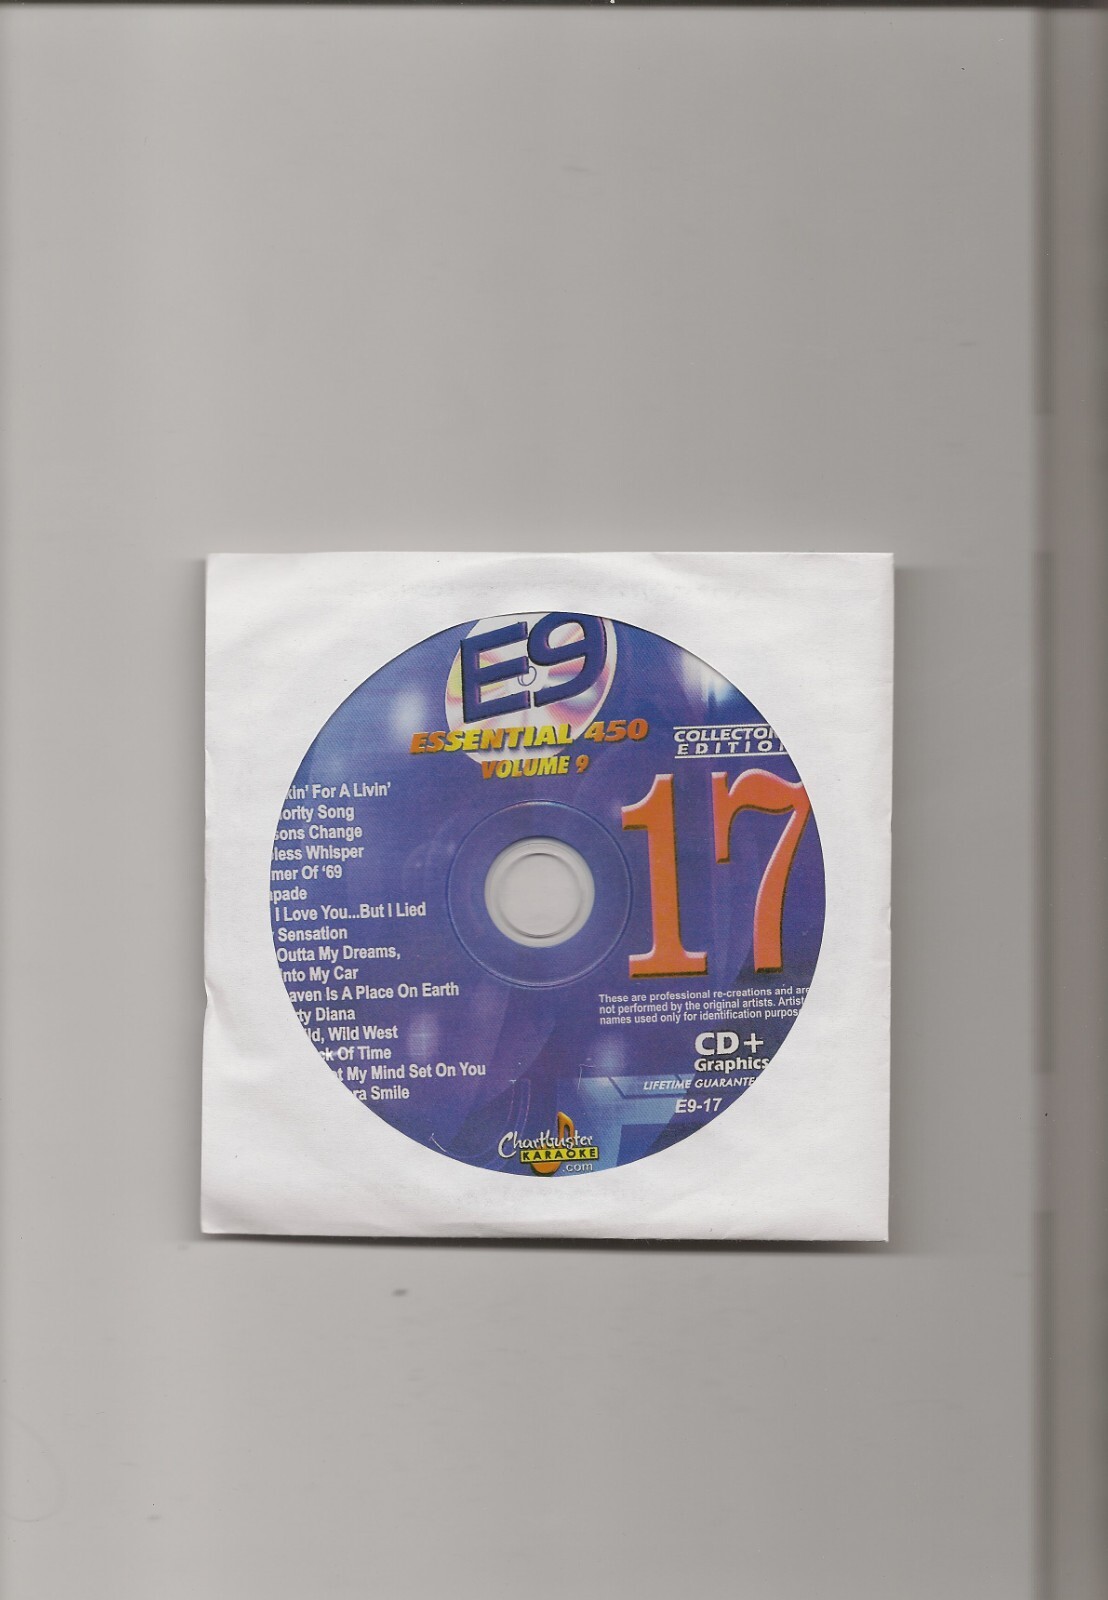 E9
ESSENTIAL 450
VOLUME 9
COLLECTOR
EDITION
17
kin' For A Livin'
ority Song
sons Change
less Whisper
mer Of '69
apade
I Love You...But I Lied
Sensation
Outta My Dreams,
Into My Car
aven Is A Place On Earth
ty Diana
ld, Wild West
ck Of Time
t My Mind Set On You
ra Smile
These are professional re-creations and are
not performed by the original artists. Artist
names used only for identification purpos
CD+
Graphics
LIFETIME GUARANTE
E9-17
Chartbuster
KARAOKE
.com